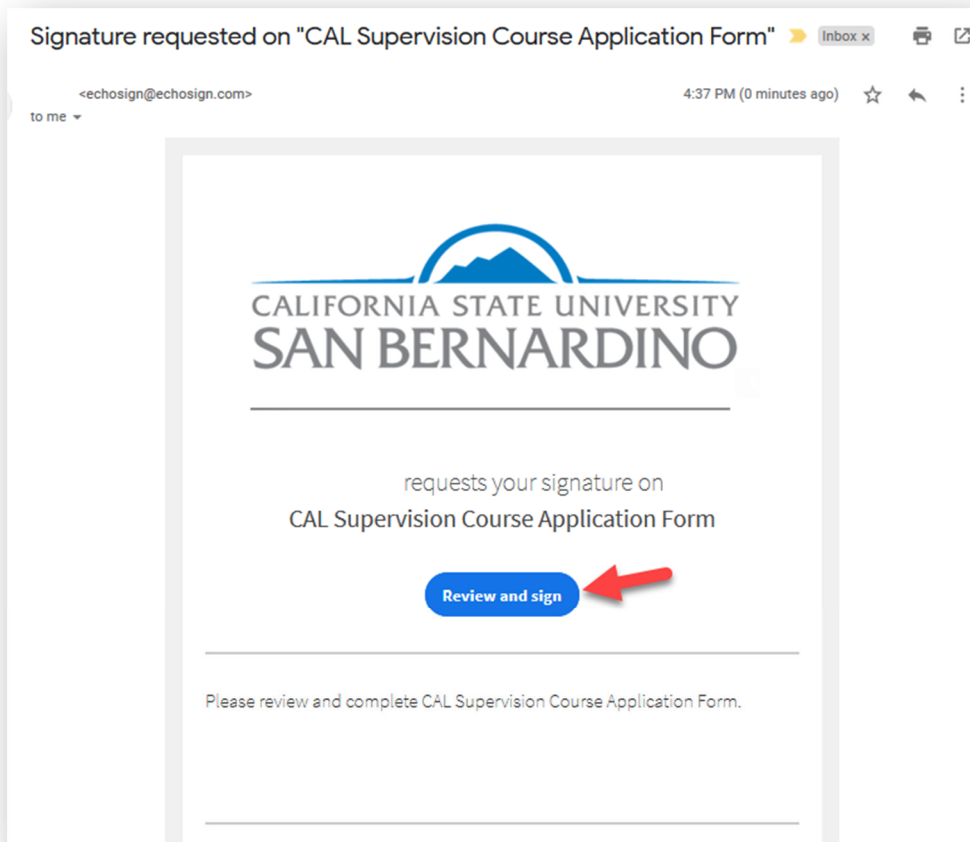 Signature requested on "CAL Supervision Course Application Form" Inbox x
<echosign@echosign.com> 4:37 PM (0 minutes ago)
to me
CALIFORNIA STATE UNIVERSITY
SAN BERNARDINO
requests your signature on
CAL Supervision Course Application Form
Review and sign
Please review and complete CAL Supervision Course Application Form.